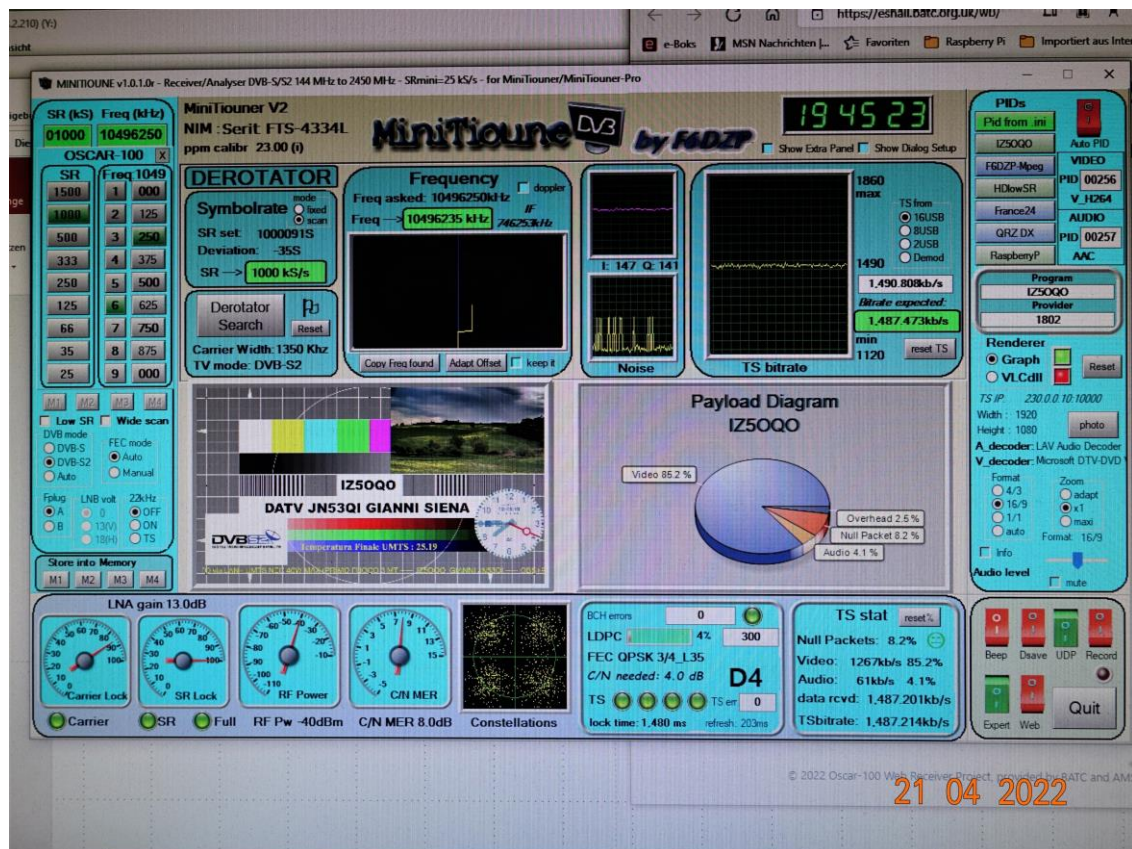 2.210) (Y:)
https://eshail.batc.org.uk/wb/
e-Boks MSN Nachrichten |... Favoriten Raspberry Pi Importiert aus Inter
MINITIOUNE v1.0.1.0r - Receiver/Analyser DVB-S/S2 144 MHz to 2450 MHz - SRmini=25 kS/s - for MiniTiouner/MiniTiouner-Pro
SR (kS) Freq (kHz)
01000 10496250
OSCAR-100 X
SR Freq 1049
1500 1 000
1000 2 125
500 3 250
333 4 375
250 5 500
125 6 625
66 7 750
35 8 875
25 9 000
M1 M2 M3 M4
Low SR Wide scan
DVB mode
DVB-S
DVB-S2
Auto
FEC mode
Auto
Manual
Fplug LNB volt 22kHz
A 0 OFF
B 13(V) ON
18(H) TS
Store into Memory
M1 M2 M3 M4
MiniTiouner V2
NIM : Serit FTS-4334L
ppm calibr 23.00 (i)
MiniTioune DVB by F6DZP
19 45 23
Show Extra Panel Show Dialog Setup
DEROTATOR
Symbolrate
mode
fixed
scan
SR set: 1000091S
Deviation: -35S
SR --> 1000 kS/s
Derotator
Search
Reset
Carrier Width: 1350 Khz
TV mode: DVB-S2
Frequency
doppler
Freq asked: 10496250kHz
IF
Freq --> 10496235 kHz 746253kHz
Copy Freq found Adapt Offset keep it
I: 147 Q: 141
Noise
1860
max
1490
min
1120
TS bitrate
TS from
16USB
8USB
2USB
Demod
1,490.808kb/s
Bitrate expected:
1,487.473kb/s
reset TS
PIDs
Pid from .ini
IZ5OQO
F6DZP-Mpeg
HDlowSR
France24
QRZ DX
RaspberryP
Auto PID
VIDEO
PID 00256
V_H264
AUDIO
PID 00257
AAC
Program
IZ5OQO
Provider
1802
Renderer
Graph
VLCdll
Reset
TS IP: 230.0.0.10:10000
Width : 1920
Height : 1080
photo
A_decoder: LAV Audio Decoder
V_decoder: Microsoft DTV-DVD
Format
4/3
16/9
1/1
auto
Zoom
adapt
x1
maxi
Info
Format: 16/9
Audio level
mute
IZ5OQO
DATV JN53QI GIANNI SIENA
DVBS2
Temperatura Finale UMTS : 25.19
Payload Diagram
IZ5OQO
Video 85.2 %
Overhead 2.5 %
Null Packet 8.2 %
Audio 4.1 %
LNA gain 13.0dB
Carrier Lock
SR Lock
RF Power
C/N MER
Carrier SR Full RF Pw -40dBm C/N MER 8.0dB Constellations
BCH errors 0
LDPC 4% 300
FEC QPSK 3/4_L35
C/N needed: 4.0 dB D4
TS TS err 0
lock time: 1,480 ms refresh: 203ms
TS stat reset%
Null Packets: 8.2%
Video: 1267kb/s 85.2%
Audio: 61kb/s 4.1%
data rcvd: 1,487.201kb/s
TSbitrate: 1,487.214kb/s
Beep Dsave UDP Record
Expert Web Quit
© 2022 Oscar-100 Web Receiver Project, provided by BATC and AMS
21 04 2022